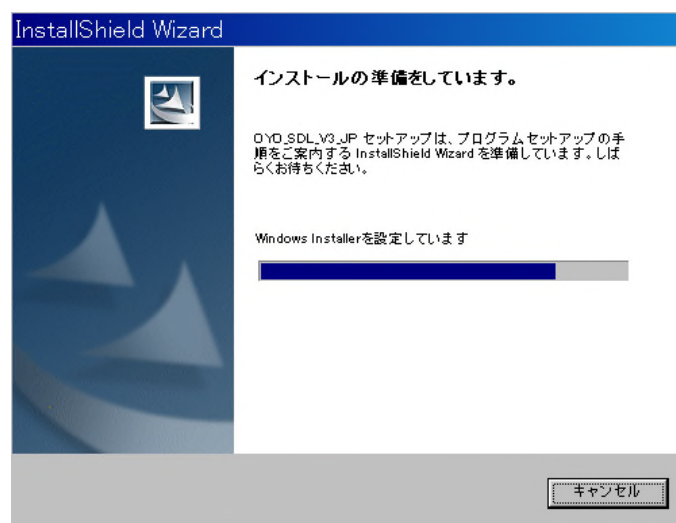 InstallShield Wizard
インストールの準備をしています。
OYO_SDL_V3_JP セットアップは、プログラムセットアップの手
順をご案内する InstallShield Wizard を準備しています。しば
らくお待ちください。
Windows Installerを設定しています
キャンセル